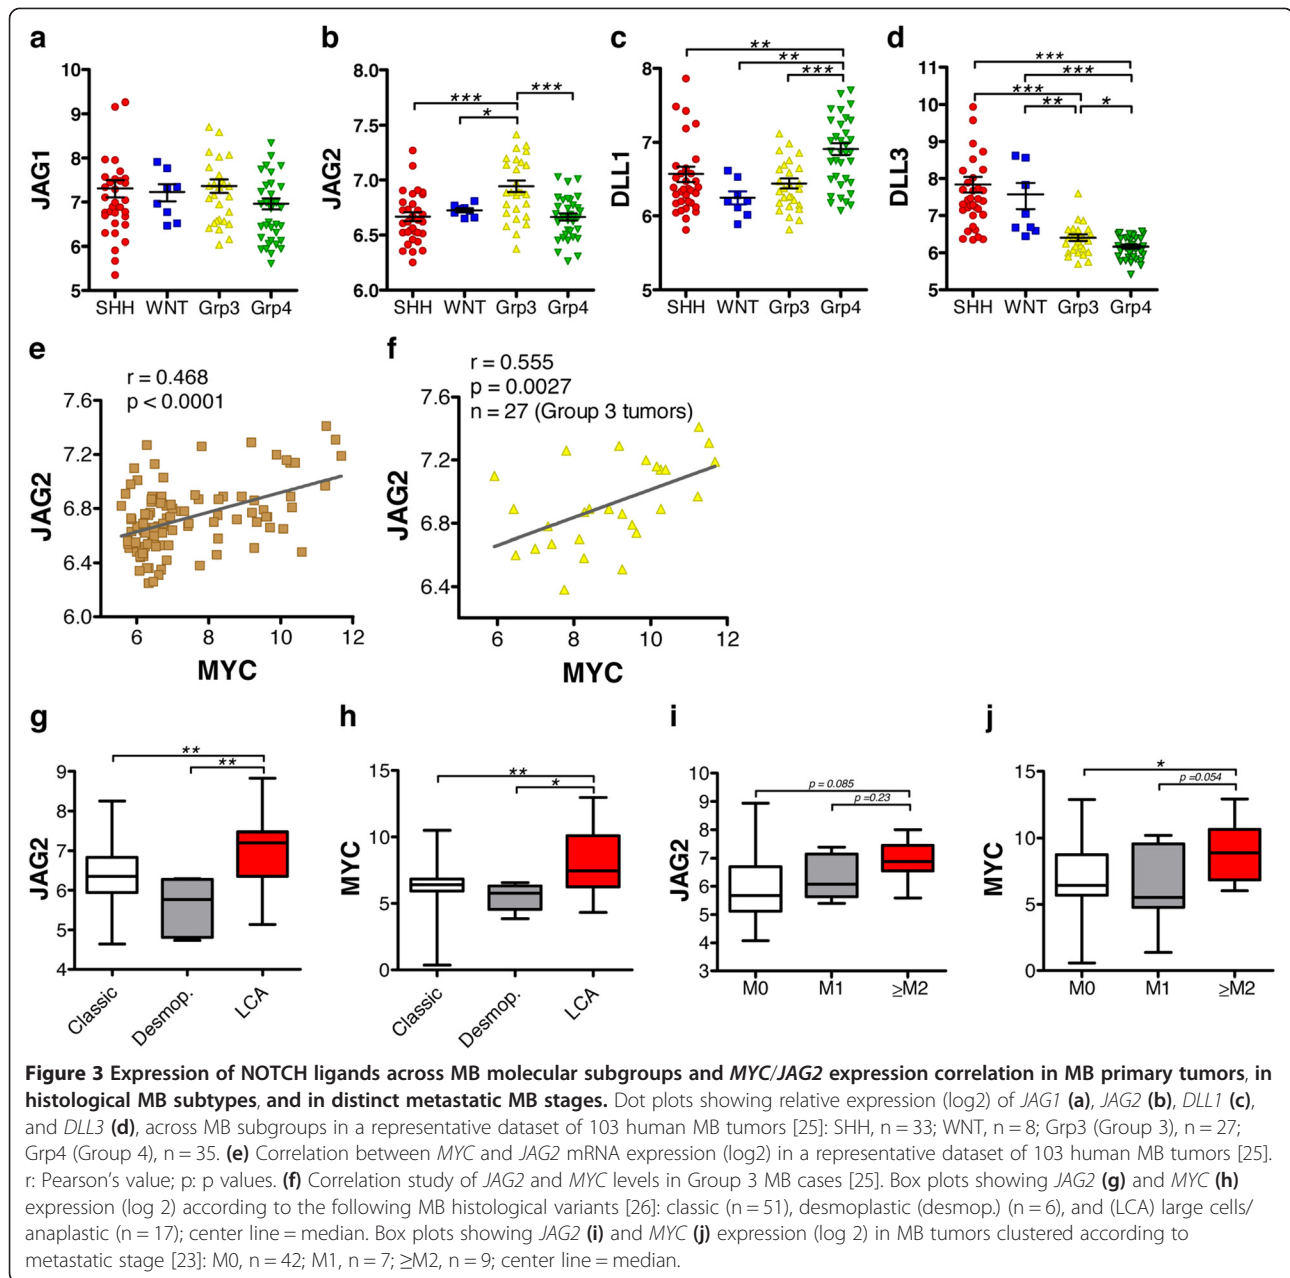 a
JAG1
10
9
8
7
6
5
SHH WNT Grp3 Grp4
b
JAG2
8.0
7.5
7.0
6.5
6.0
***
*
***
SHH WNT Grp3 Grp4
c
DLL1
8
7
6
5
**
**
***
SHH WNT Grp3 Grp4
d
DLL3
11
10
9
8
7
6
5
***
***
***
**
*
SHH WNT Grp3 Grp4
e
r = 0.468
p < 0.0001
JAG2
7.6
7.2
6.8
6.4
6.0
6 8 10 12
MYC
f
r = 0.555
p = 0.0027
n = 27 (Group 3 tumors)
JAG2
7.6
7.2
6.8
6.4
6 8 10 12
MYC
g
JAG2
9
8
7
6
5
4
**
**
Classic Desmop. LCA
h
MYC
15
10
5
0
**
*
Classic Desmop. LCA
i
JAG2
10
9
8
7
6
5
4
3
p = 0.085
p =0.23
M0 M1 ≥M2
j
MYC
15
10
5
0
*
p =0.054
M0 M1 ≥M2
Figure 3 Expression of NOTCH ligands across MB molecular subgroups and MYC/JAG2 expression correlation in MB primary tumors, in
histological MB subtypes, and in distinct metastatic MB stages. Dot plots showing relative expression (log2) of JAG1 (a), JAG2 (b), DLL1 (c),
and DLL3 (d), across MB subgroups in a representative dataset of 103 human MB tumors [25]: SHH, n = 33; WNT, n = 8; Grp3 (Group 3), n = 27;
Grp4 (Group 4), n = 35. (e) Correlation between MYC and JAG2 mRNA expression (log2) in a representative dataset of 103 human MB tumors [25].
r: Pearson's value; p: p values. (f) Correlation study of JAG2 and MYC levels in Group 3 MB cases [25]. Box plots showing JAG2 (g) and MYC (h)
expression (log 2) according to the following MB histological variants [26]: classic (n = 51), desmoplastic (desmop.) (n = 6), and (LCA) large cells/
anaplastic (n = 17); center line = median. Box plots showing JAG2 (i) and MYC (j) expression (log 2) in MB tumors clustered according to
metastatic stage [23]: M0, n = 42; M1, n = 7; ≥M2, n = 9; center line = median.